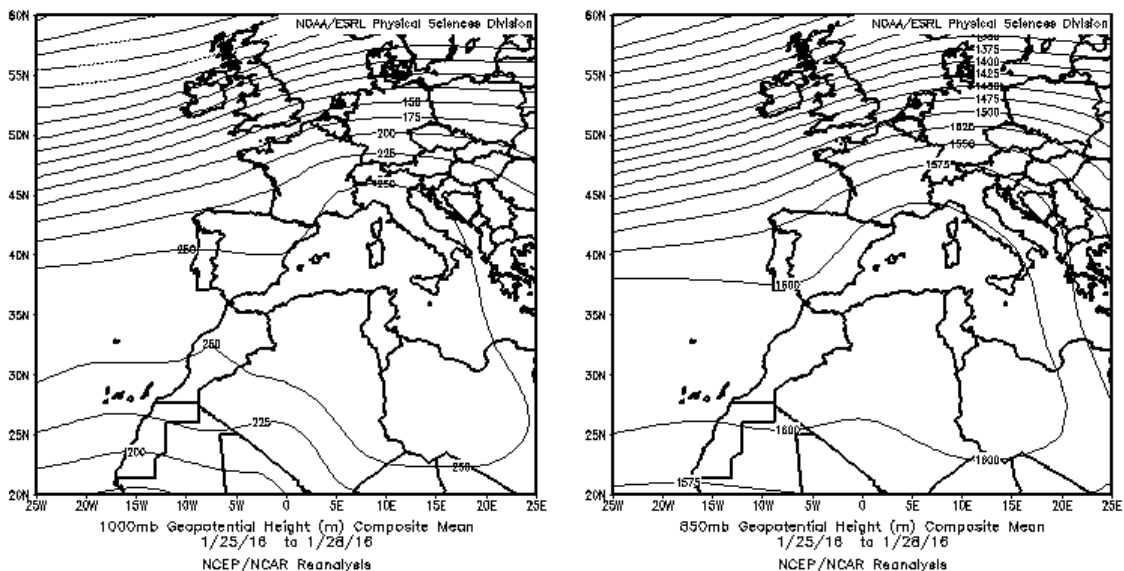 NOAA/ESRL Physical Sciences Division
60N
55N
150
175
50N
200
225
45N
250
250
40N
35N
250
30N
225
25N
200
250
20N
25W 20W 15W 10W 5W 0 5E 10E 15E 20E 25E
1000mb Geopotential Height (m) Composite Mean
1/25/16 to 1/28/16
NCEP/NCAR Reanalysis
NOAA/ESRL Physical Sciences Division
60N
1375
1400
55N
1425
1450
1475
1500
50N
1525
1550
1575
45N
40N
1600
35N
30N
25N
1600
1600
1575
20N
25W 20W 15W 10W 5W 0 5E 10E 15E 20E 25E
850mb Geopotential Height (m) Composite Mean
1/25/16 to 1/28/16
NCEP/NCAR Reanalysis